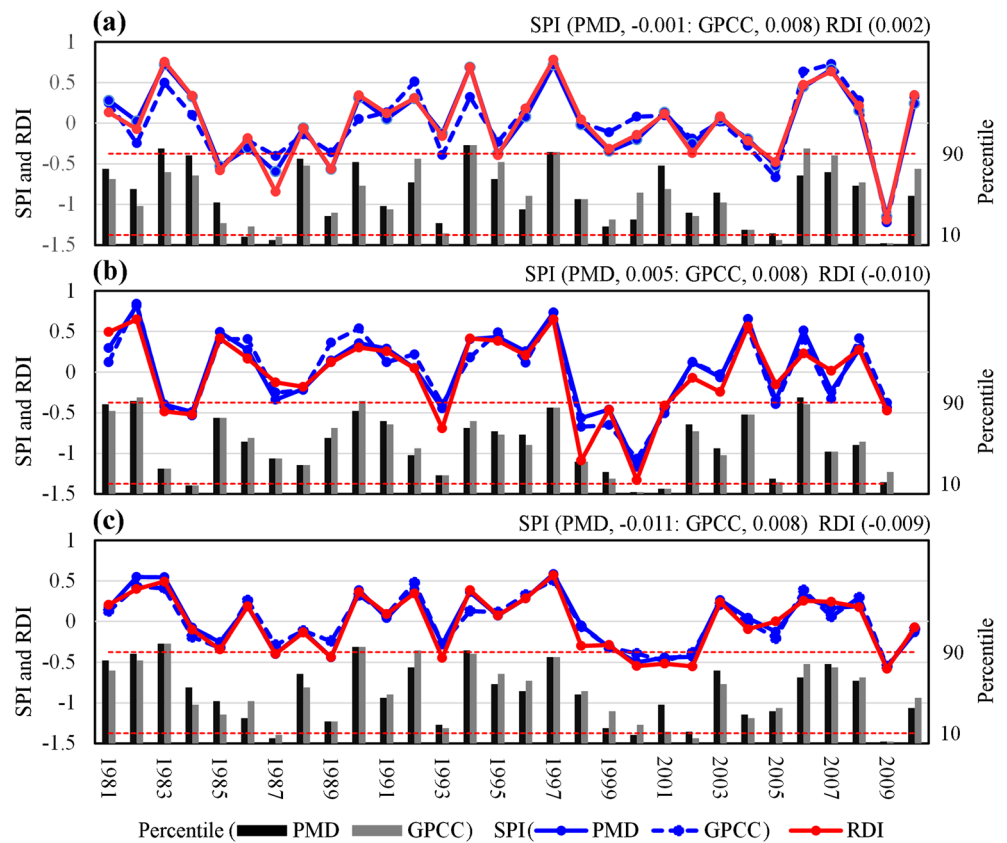 (a) SPI (PMD, -0.001: GPCC, 0.008) RDI (0.002)
1
0.5
0
-0.5
-1
-1.5
SPI and RDI
90
10
Percentile
(b) SPI (PMD, 0.005: GPCC, 0.008) RDI (-0.010)
1
0.5
0
-0.5
-1
-1.5
SPI and RDI
90
10
Percentile
(c) SPI (PMD, -0.011: GPCC, 0.008) RDI (-0.009)
1
0.5
0
-0.5
-1
-1.5
SPI and RDI
90
10
Percentile
1981 1983 1985 1987 1989 1991 1993 1995 1997 1999 2001 2003 2005 2007 2009
Percentile ( PMD GPCC) SPI( PMD GPCC) RDI